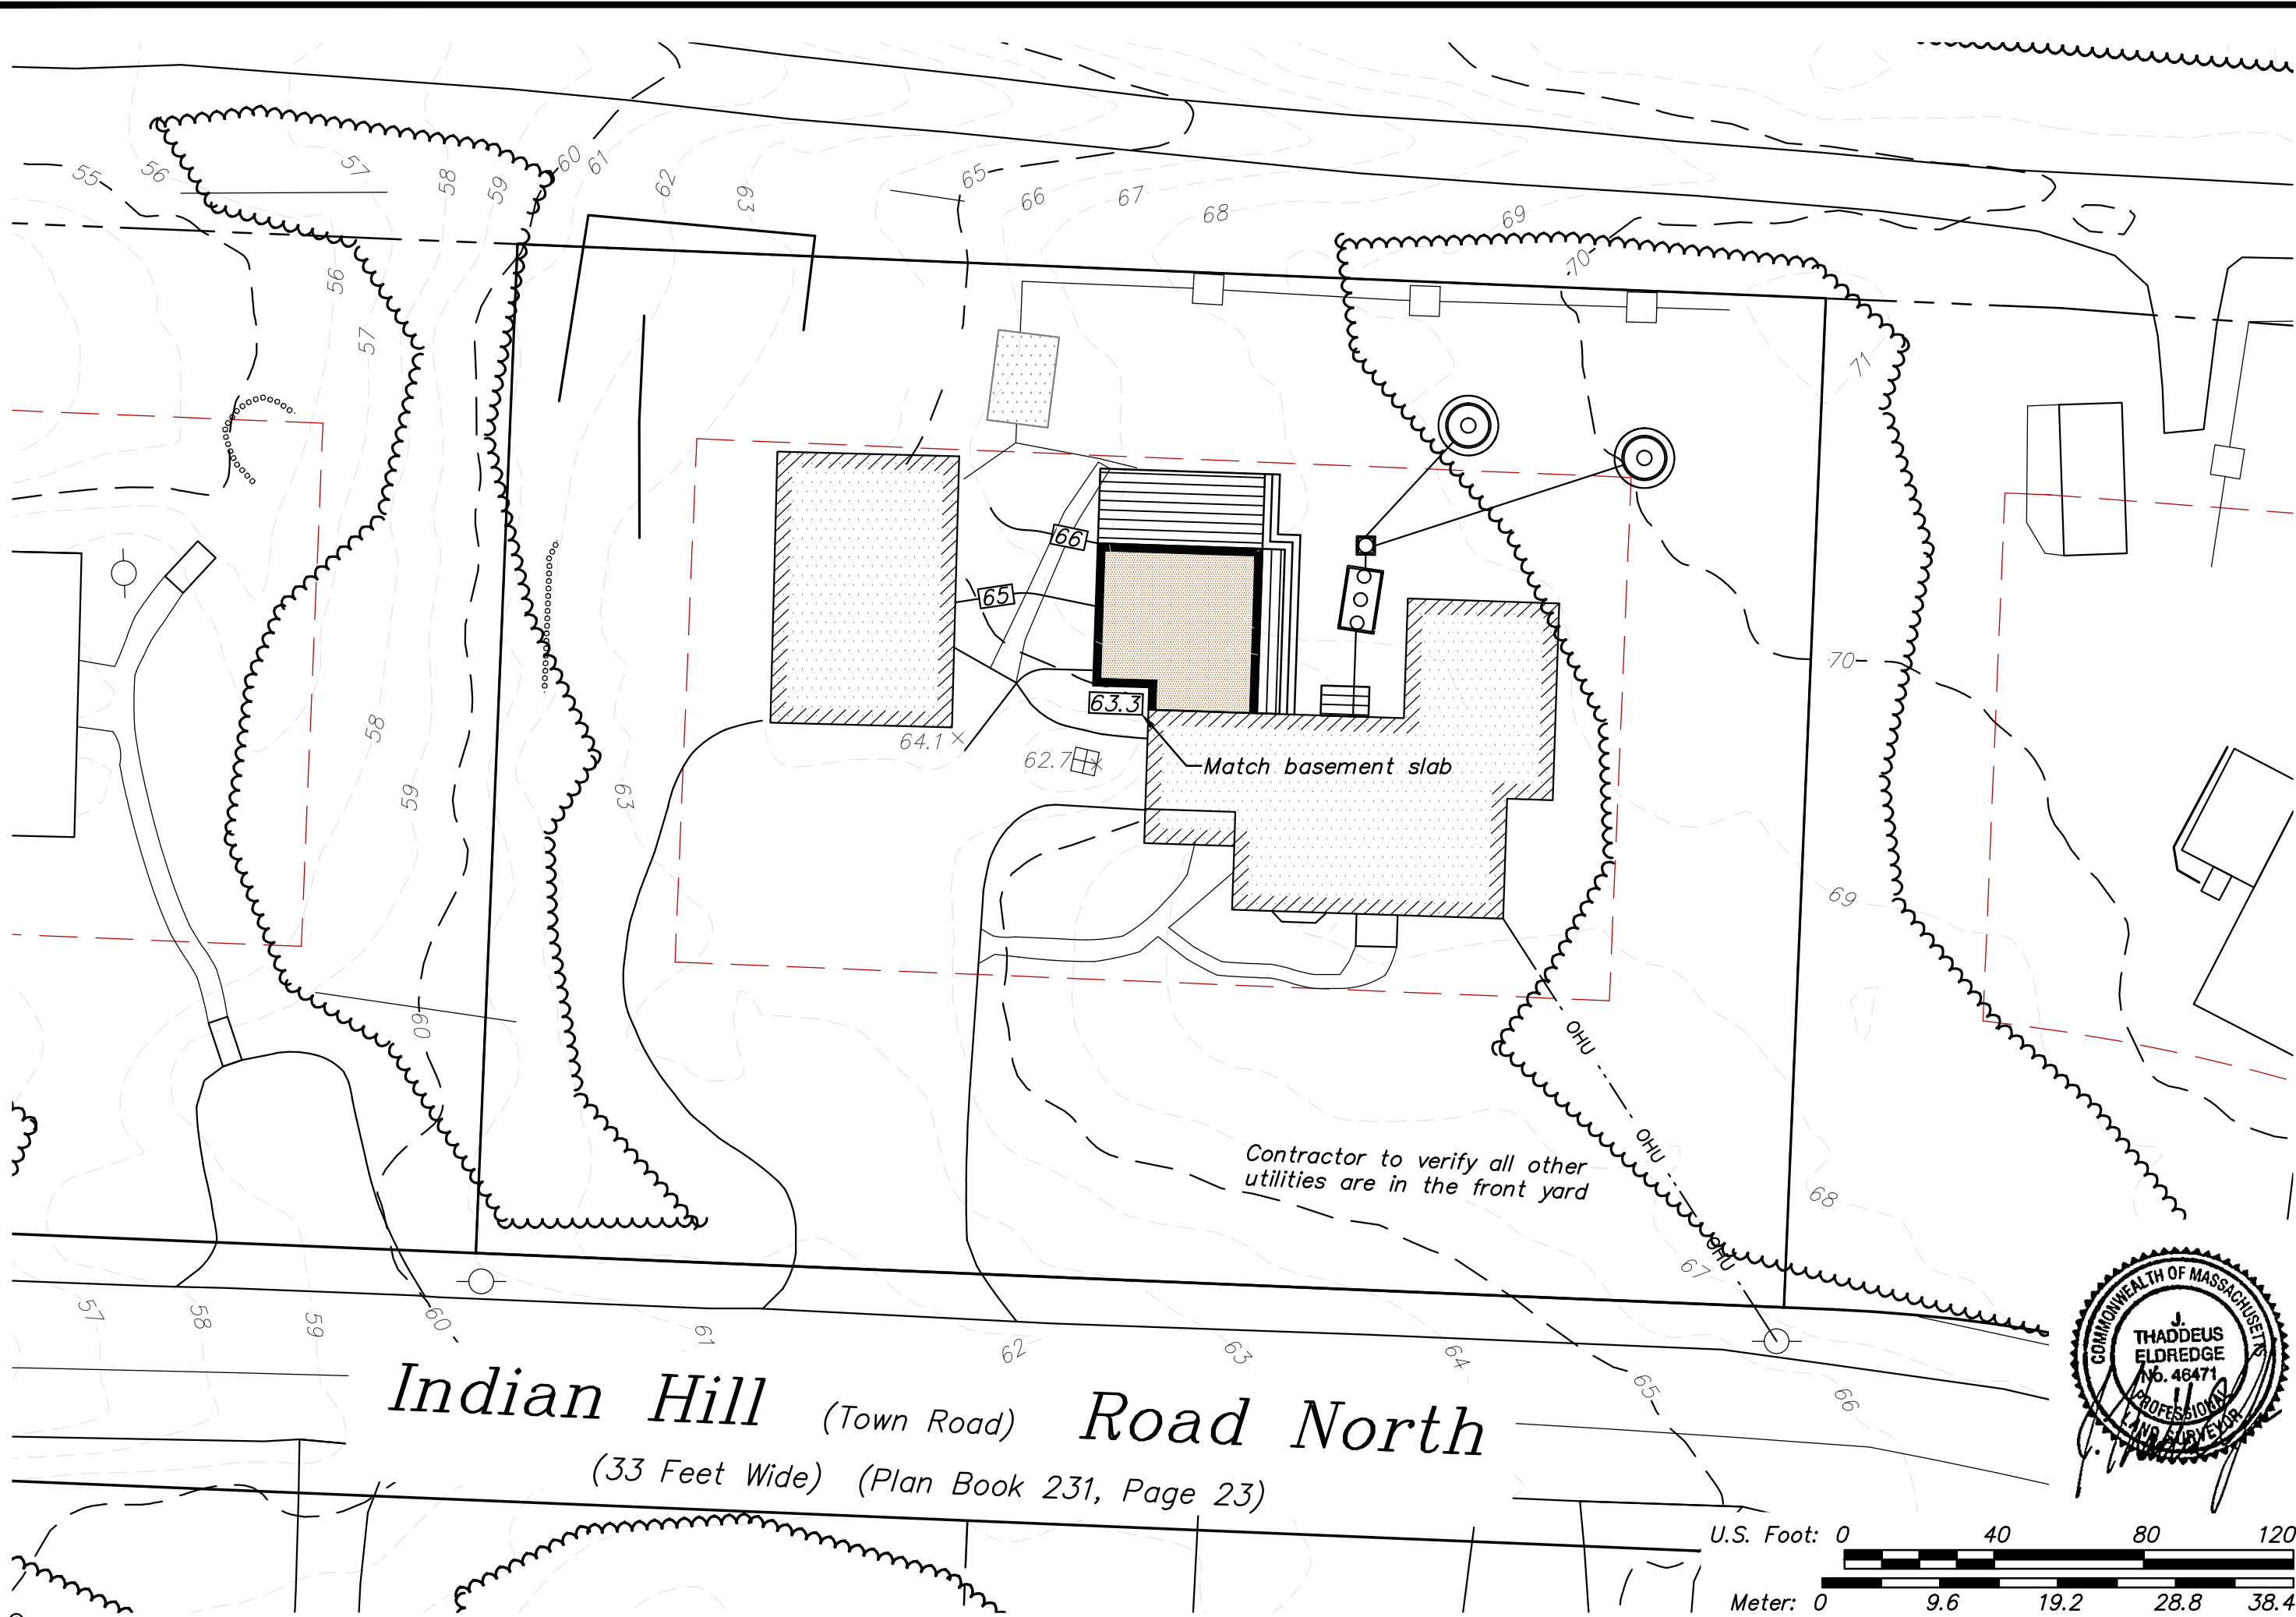 55
56
57
58
59
60
61
62
63
65
66
67
68
69
70
71
56
57
58
59
60
63
66
65
63.3
64.1
62.7
Match basement slab
70
69
68
67
OHU
OHU
OHU
Contractor to verify all other
utilities are in the front yard
57
58
59
60
61
62
63
64
65
66
Indian Hill (Town Road) Road North
(33 Feet Wide) (Plan Book 231, Page 23)
COMMONWEALTH OF MASSACHUSETTS
J.
THADDEUS
ELDREDGE
No. 46471
PROFESSIONAL
LAND SURVEYOR
U.S. Foot: 0 40 80 120
Meter: 0 9.6 19.2 28.8 38.4